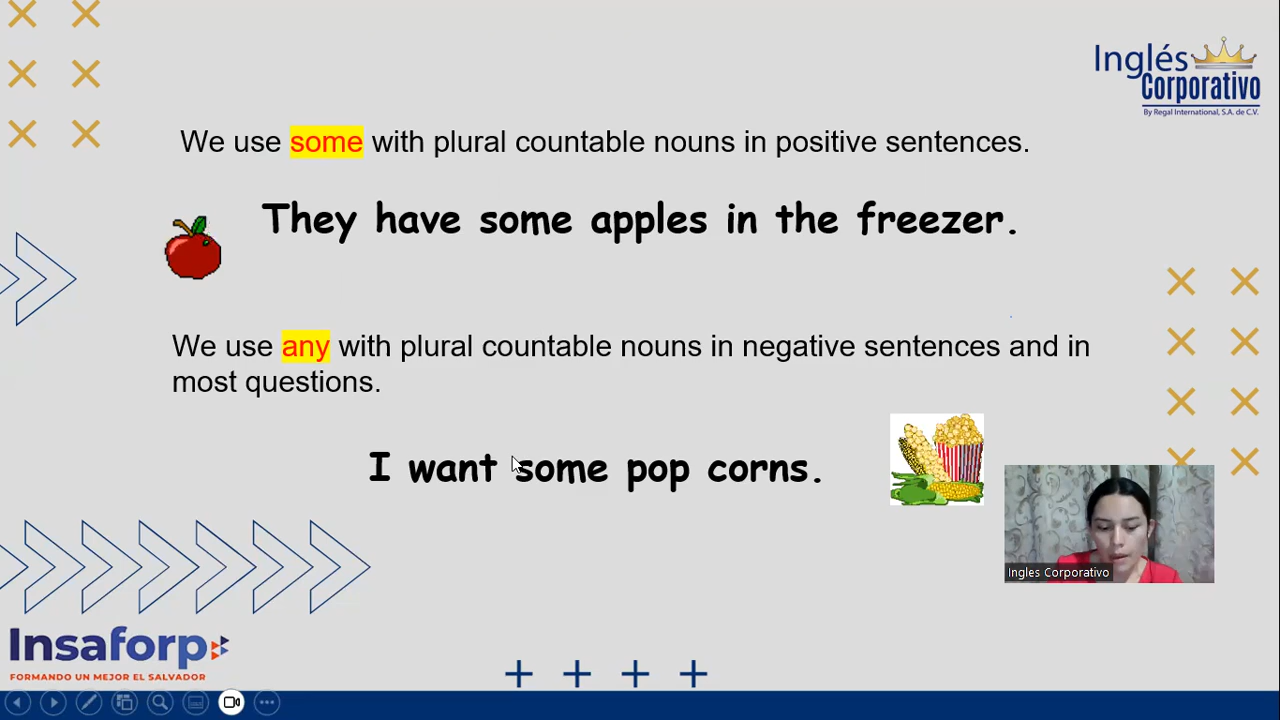 Inglés
Corporativo
By Regal International, S.A. de C.V.
We use some with plural countable nouns in positive sentences.
They have some apples in the freezer.
We use any with plural countable nouns in negative sentences and in
most questions.
I want some pop corns.
Ingles Corporativo
Insaforp
FORMANDO UN MEJOR EL SALVADOR